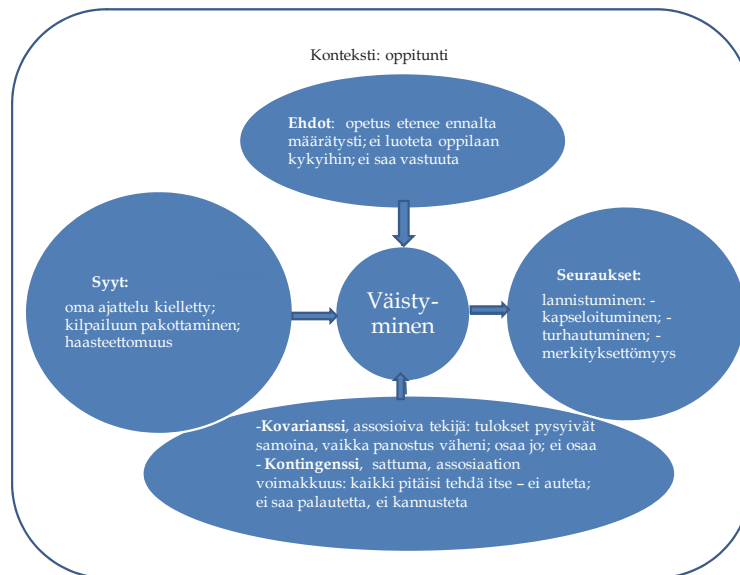 Konteksti: oppitunti
Ehdot: opetus etenee ennalta
määrätysti; ei luoteta oppilaan
kykyihin; ei saa vastuuta
Syyt:
oma ajattelu kielletty;
kilpailuun pakottaminen;
haasteettomuus
Väisty-
minen
Seuraukset:
lannistuminen: -
kapseloituminen; -
turhautuminen; -
merkityksettömyys
-Kovarianssi, assosioiva tekijä: tulokset pysyivät
samoina, vaikka panostus väheni; osaa jo; ei osaa
- Kontingenssi, sattuma, assosiaation
voimakkuus: kaikki pitäisi tehdä itse – ei auteta;
ei saa palautetta, ei kannusteta